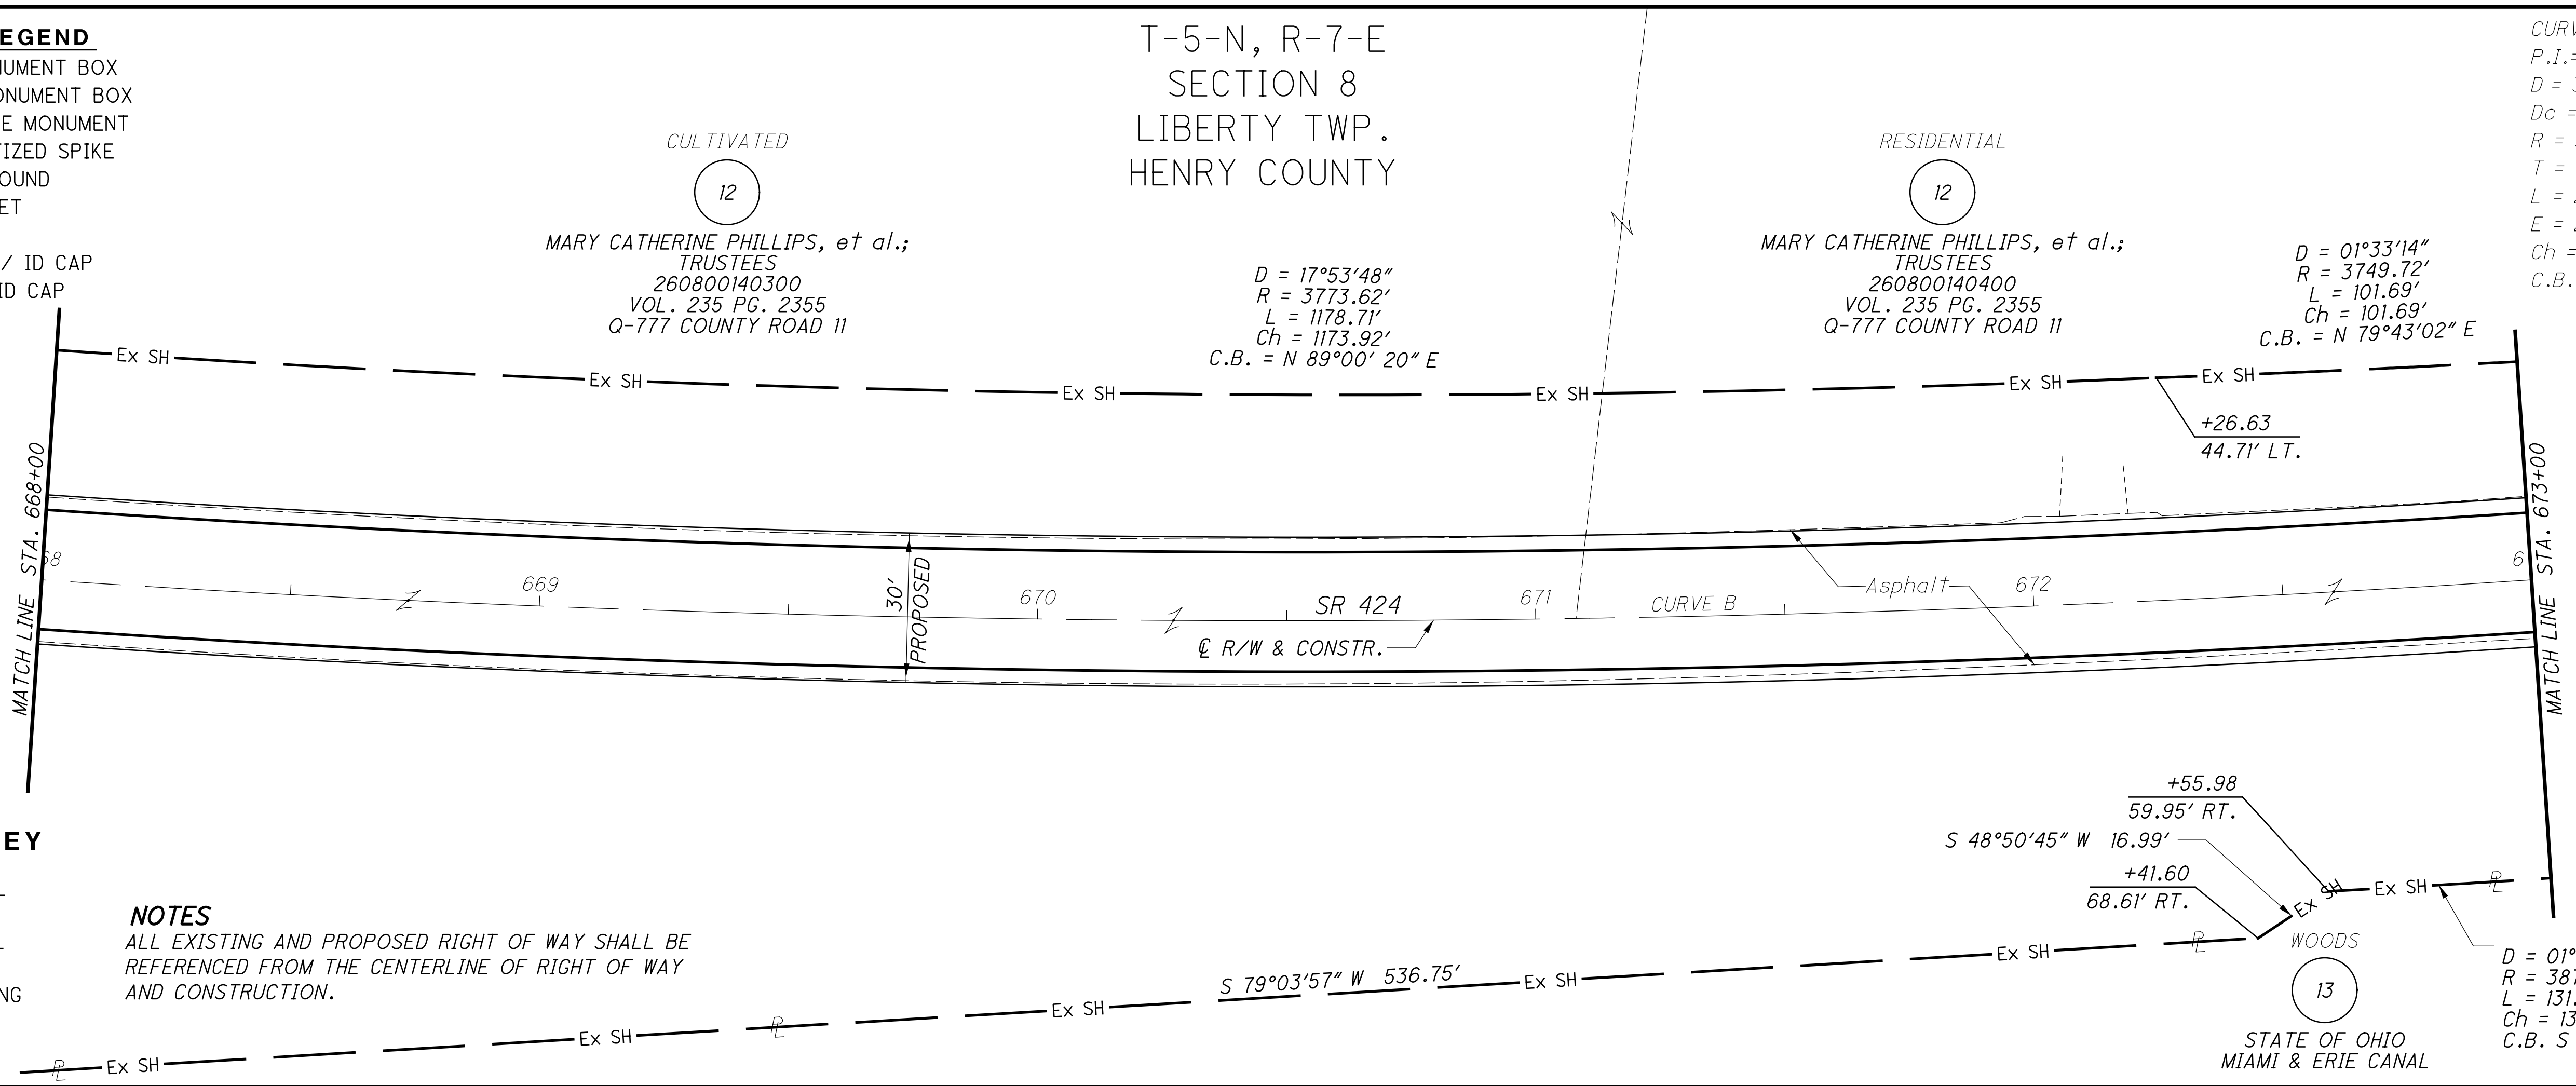 T-5-N, R-7-E
SECTION 8
LIBERTY TWP.
HENRY COUNTY
EGEND
NUMENT BOX
ONUMENT BOX
E MONUMENT
TIZED SPIKE
OUND
ET
/ ID CAP
ID CAP
CULTIVATED
12
MARY CATHERINE PHILLIPS, et al.;
TRUSTEES
260800140300
VOL. 235 PG. 2355
Q-777 COUNTY ROAD 11
D = 17°53'48"
R = 3773.62'
L = 1178.71'
Ch = 1173.92'
C.B. = N 89°00' 20" E
RESIDENTIAL
12
MARY CATHERINE PHILLIPS, et al.;
TRUSTEES
260800140400
VOL. 235 PG. 2355
Q-777 COUNTY ROAD 11
D = 01°33'14"
R = 3749.72'
L = 101.69'
Ch = 101.69'
C.B. = N 79°43'02" E
CURV
P.I.=
D =
Dc =
R =
T =
L =
E =
Ch =
C.B.
Ex SH Ex SH Ex SH Ex SH Ex SH Ex SH
+26.63
44.71' LT.
MATCH LINE STA. 668+00
MATCH LINE STA. 673+00
68 669 670 671 672 6
30'
PROPOSED
SR 424
CURVE B
Asphalt
℄ R/W & CONSTR.
+55.98
59.95' RT.
S 48°50'45" W 16.99'
+41.60
68.61' RT.
EY
NG
NOTES
ALL EXISTING AND PROPOSED RIGHT OF WAY SHALL BE
REFERENCED FROM THE CENTERLINE OF RIGHT OF WAY
AND CONSTRUCTION.
Ex SH Ex SH ⅊
⅊ Ex SH Ex SH ⅊ Ex SH Ex SH Ex SH ⅊
S 79°03'57" W 536.75'
WOODS
13
STATE OF OHIO
MIAMI & ERIE CANAL
D = 01°
R = 387
L = 131.
Ch = 13
C.B. S